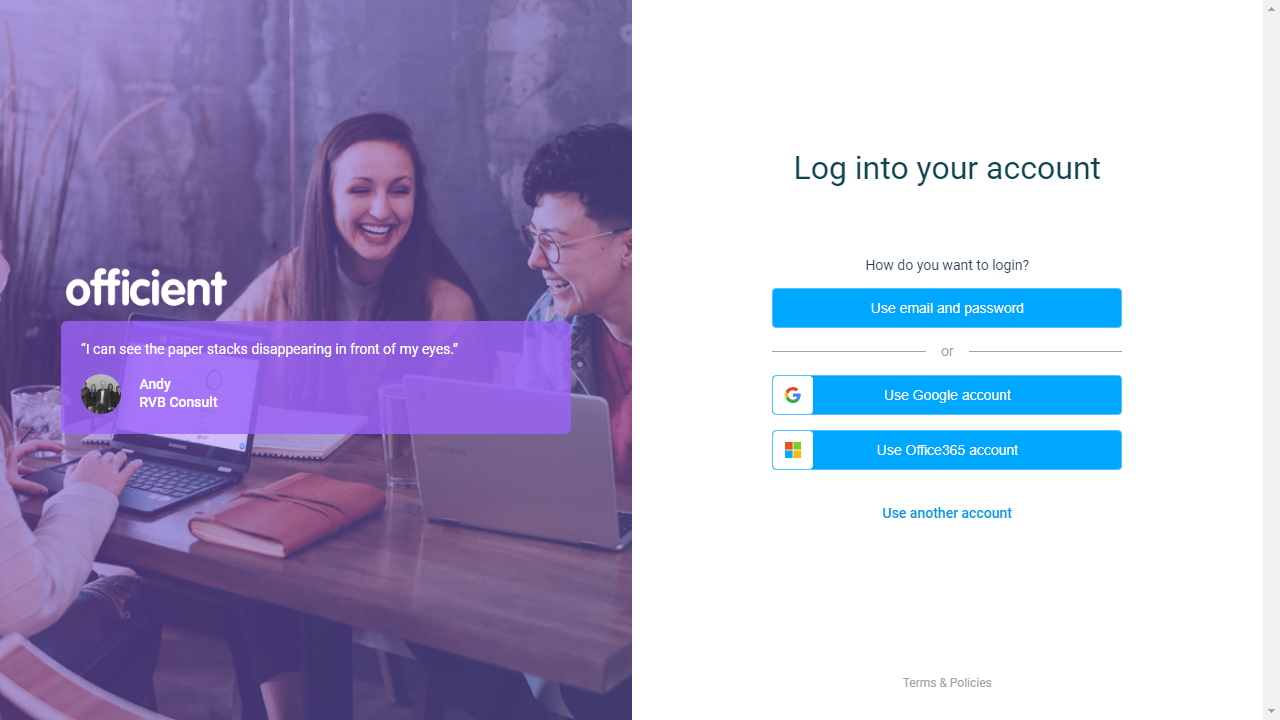 officient
“I can see the paper stacks disappearing in front of my eyes.”
Andy
RVB Consult
Log into your account
How do you want to login?
Use email and password
or
Use Google account
Use Office365 account
Use another account
Terms & Policies